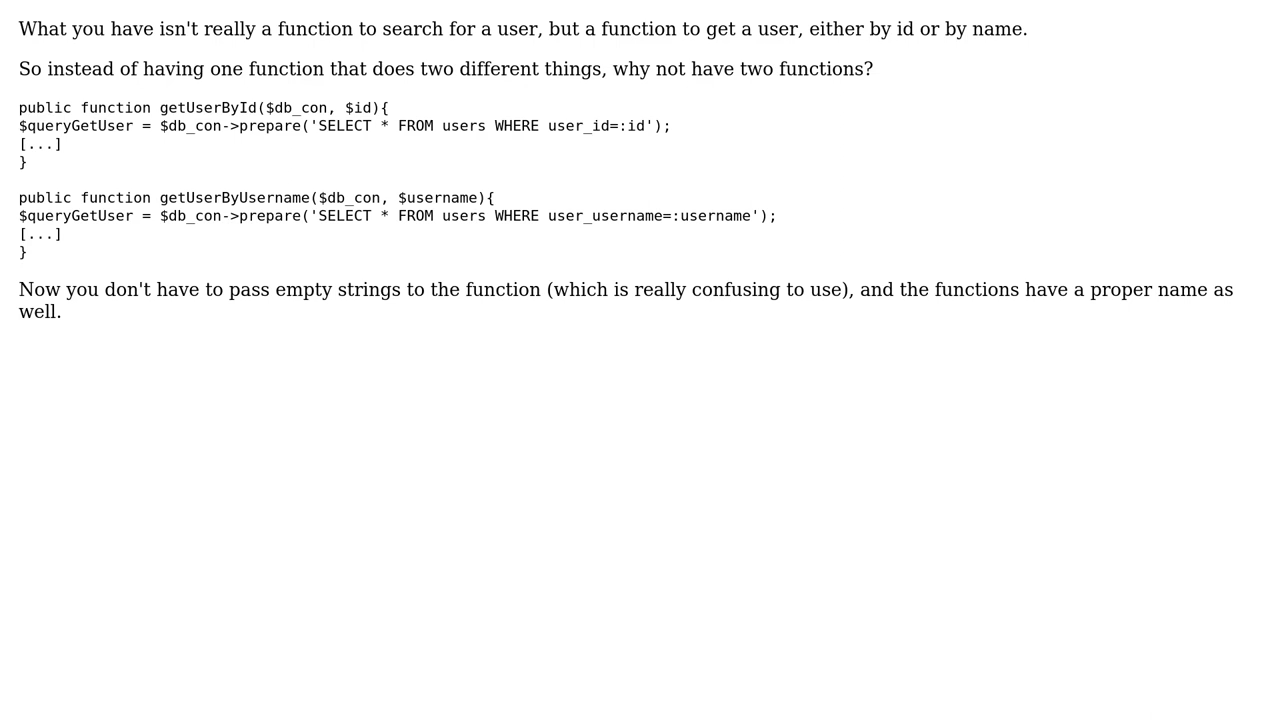 What you have isn't really a function to search for a user, but a function to get a user, either by id or by name.
So instead of having one function that does two different things, why not have two functions?
public function getUserById($db_con, $id){
$queryGetUser = $db_con->prepare('SELECT * FROM users WHERE user_id=:id');
[...]
}
public function getUserByUsername($db_con, $username){
$queryGetUser = $db_con->prepare('SELECT * FROM users WHERE user_username=:username');
[...]
}
Now you don't have to pass empty strings to the function (which is really confusing to use), and the functions have a proper name as
well.